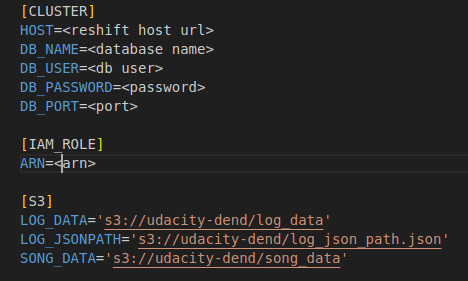 [CLUSTER]
HOST=<reshift host url>
DB_NAME=<database name>
DB_USER=<db user>
DB_PASSWORD=<password>
DB_PORT=<port>
[IAM_ROLE]
ARN=<arn>
[S3]
LOG_DATA='s3://udacity-dend/log_data'
LOG_JSONPATH='s3://udacity-dend/log_json_path.json'
SONG_DATA='s3://udacity-dend/song_data'